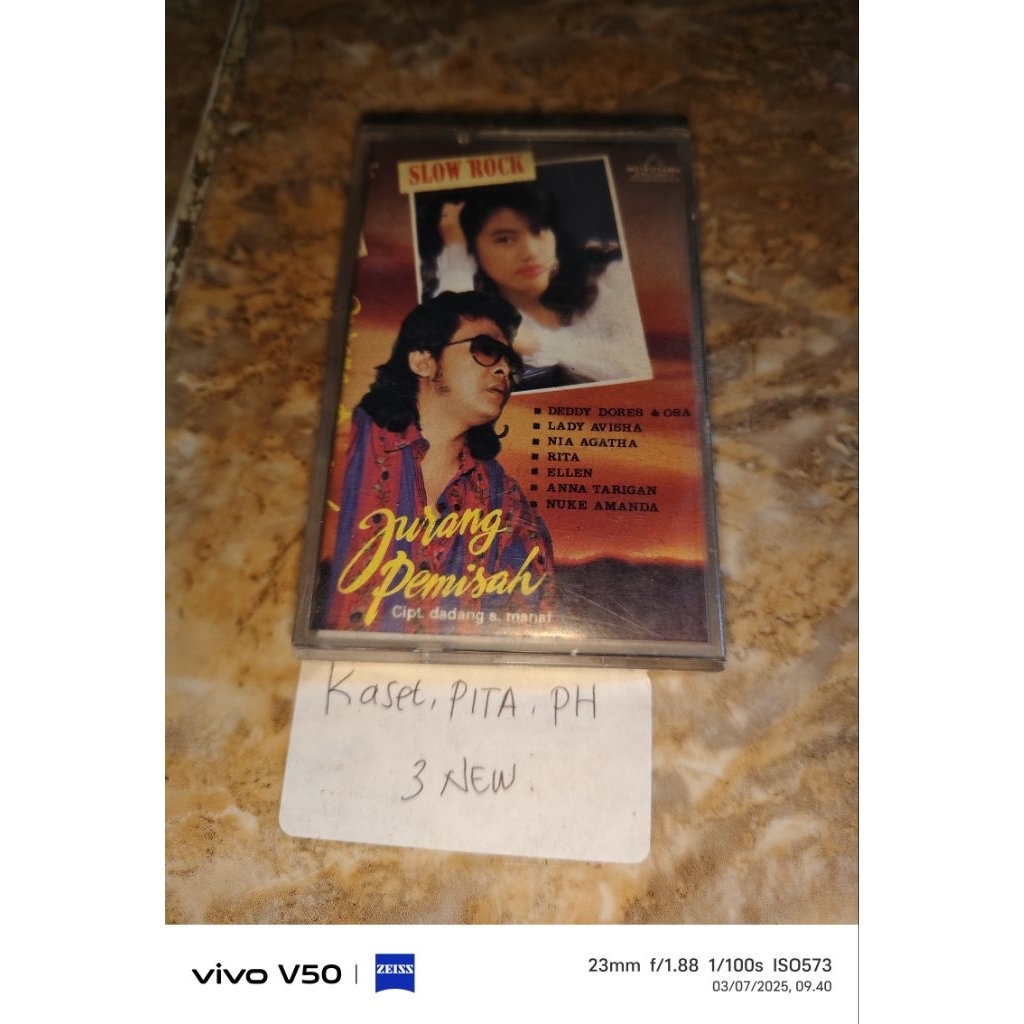 SLOW ROCK
DEDDY DORES & OSA
LADY AVISHA
NIA AGATHA
RITA
ELLEN
ANNA TARIGAN
NUKE AMANDA
Jurang
Pemisah
Cipt. dadang s. manaf
Kaset, PITA, PH
3 NEW.
vivo V50 | ZEISS
23mm f/1.88 1/100s ISO573
03/07/2025, 09.40